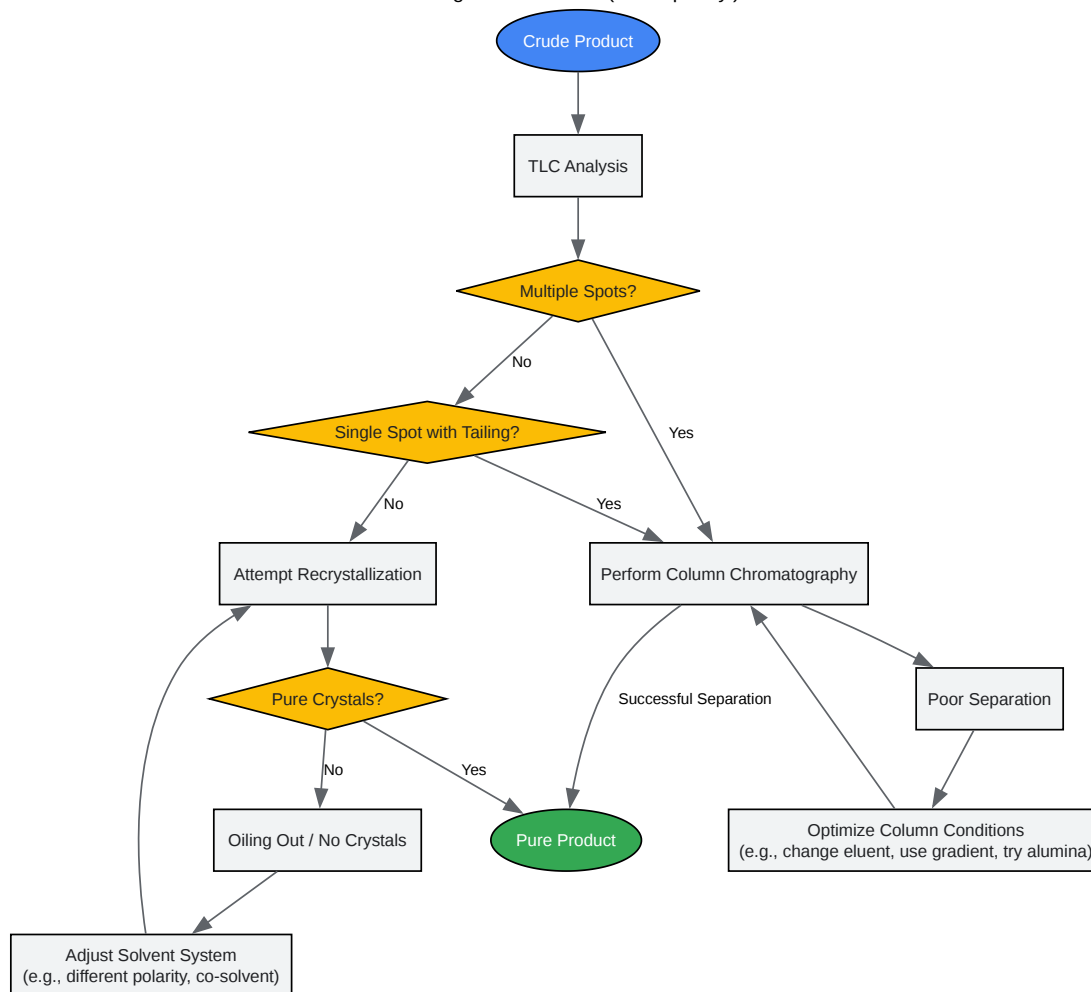 Crude Product
TLC Analysis
Multiple Spots?
No
Single Spot with Tailing?
Yes
No
Yes
Attempt Recrystallization
Perform Column Chromatography
Pure Crystals?
Successful Separation
Poor Separation
No
Yes
Oiling Out / No Crystals
Pure Product
Optimize Column Conditions
(e.g., change eluent, use gradient, try alumina)
Adjust Solvent System
(e.g., different polarity, co-solvent)